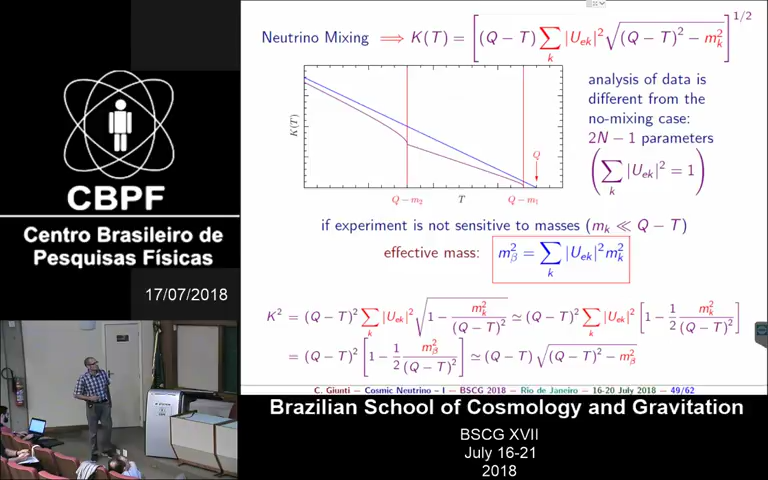 Neutrino Mixing ⟹ K(T) = [(Q − T) ∑_k |U_ek|² √((Q − T)² − m_k²)]^{1/2}
K(T)
Q
Q − m₂
T
Q − m₁
analysis of data is
different from the
no-mixing case:
2N − 1 parameters
(∑_k |U_ek|² = 1)
if experiment is not sensitive to masses (m_k ≪ Q − T)
effective mass: m_β² = ∑_k |U_ek|² m_k²
K² = (Q − T)² ∑_k |U_ek|² √(1 − m_k²/(Q − T)²) ≃ (Q − T)² ∑_k |U_ek|² [1 − 1/2 m_k²/(Q − T)²]
= (Q − T)² [1 − 1/2 m_β²/(Q − T)²] ≃ (Q − T) √((Q − T)² − m_β²)
C. Giunti − Cosmic Neutrino − I − BSCG 2018 − Rio de Janeiro − 16-20 July 2018 − 49/62
CBPF
Centro Brasileiro de
Pesquisas Físicas
17/07/2018
Brazilian School of Cosmology and Gravitation
BSCG XVII
July 16-21
2018